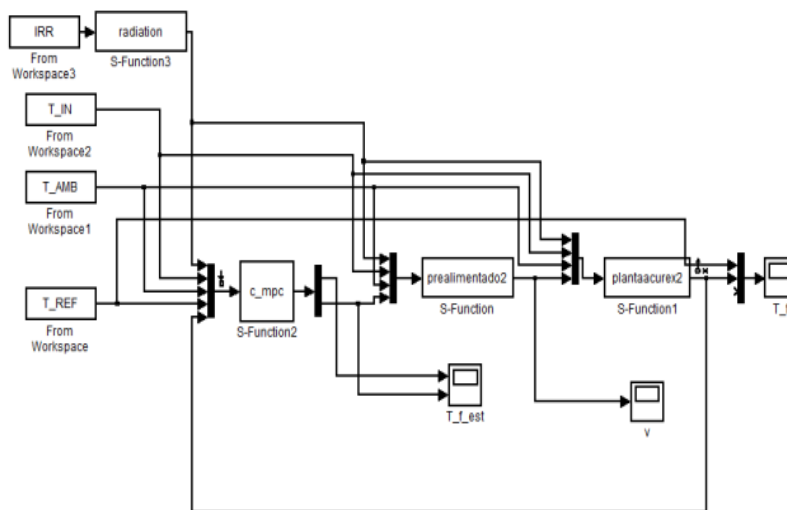 IRR
radiation
From
Workspace3
S-Function3
T_IN
From
Workspace2
T_AMB
From
Workspace1
T_REF
From
Workspace
c_mpc
S-Function2
prealimentado2
S-Function
plantaacurex2
S-Function1
T_f_est
v